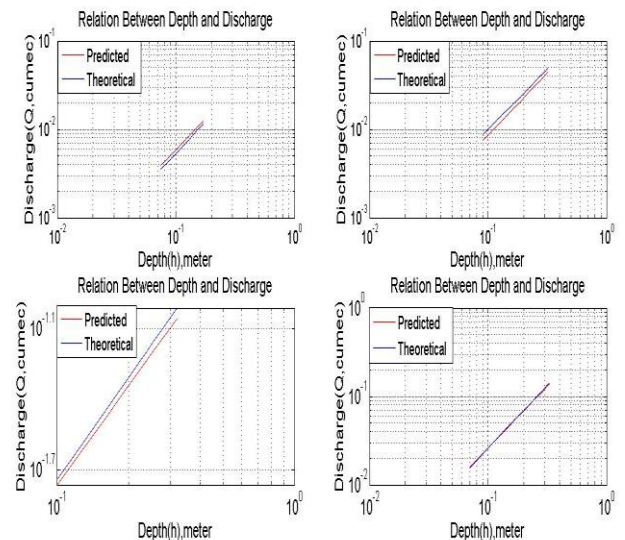 Relation Between Depth and Discharge
Discharge(Q,cumec)
10^-1
10^-2
10^-3
Predicted
Theoretical
10^-2
10^-1
10^0
Depth(h),meter
Relation Between Depth and Discharge
Discharge(Q,cumec)
10^-1
10^-2
10^-3
Predicted
Theoretical
10^-2
10^-1
10^0
Depth(h),meter
Relation Between Depth and Discharge
Discharge(Q,cumec)
10^-1.1
10^-1.7
Predicted
Theoretical
10^-1
10^0
Depth(h),meter
Relation Between Depth and Discharge
Discharge(Q,cumec)
10^0
10^-1
10^-2
Predicted
Theoretical
10^-2
10^-1
10^0
Depth(h),meter